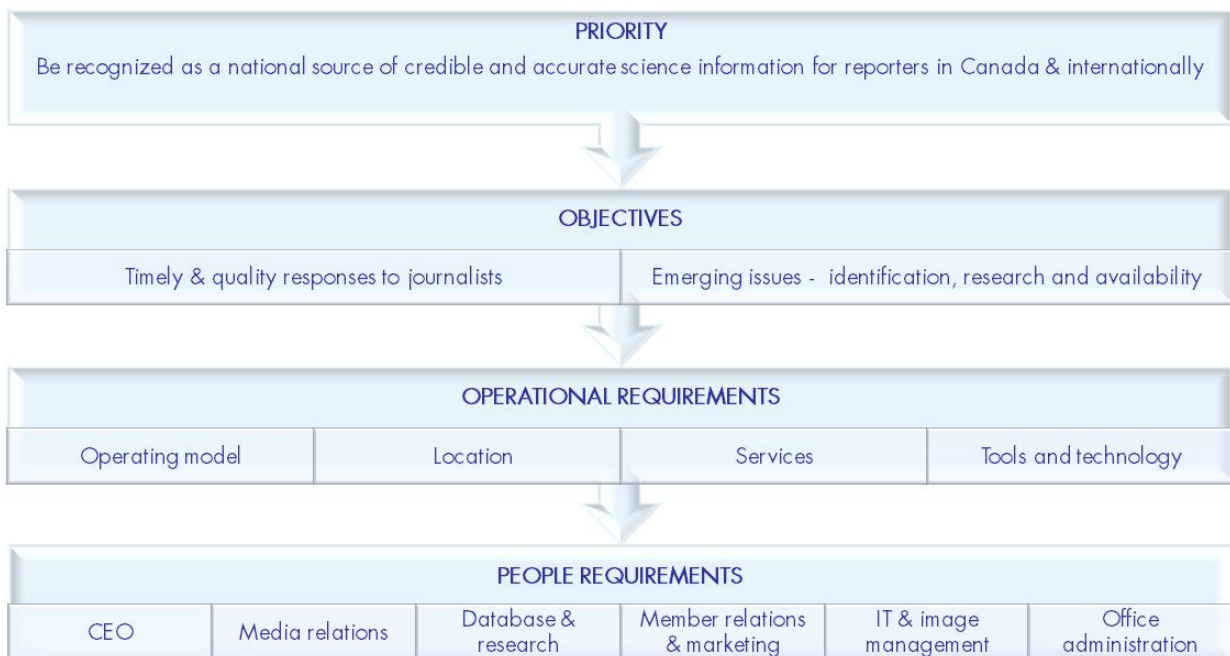 PRIORITY
Be recognized as a national source of credible and accurate science information for reporters in Canada & internationally
OBJECTIVES
Timely & quality responses to journalists
Emerging issues - identification, research and availability
OPERATIONAL REQUIREMENTS
Operating model
Location
Services
Tools and technology
PEOPLE REQUIREMENTS
CEO
Media relations
Database &
research
Member relations
& marketing
IT & image
management
Office
administration